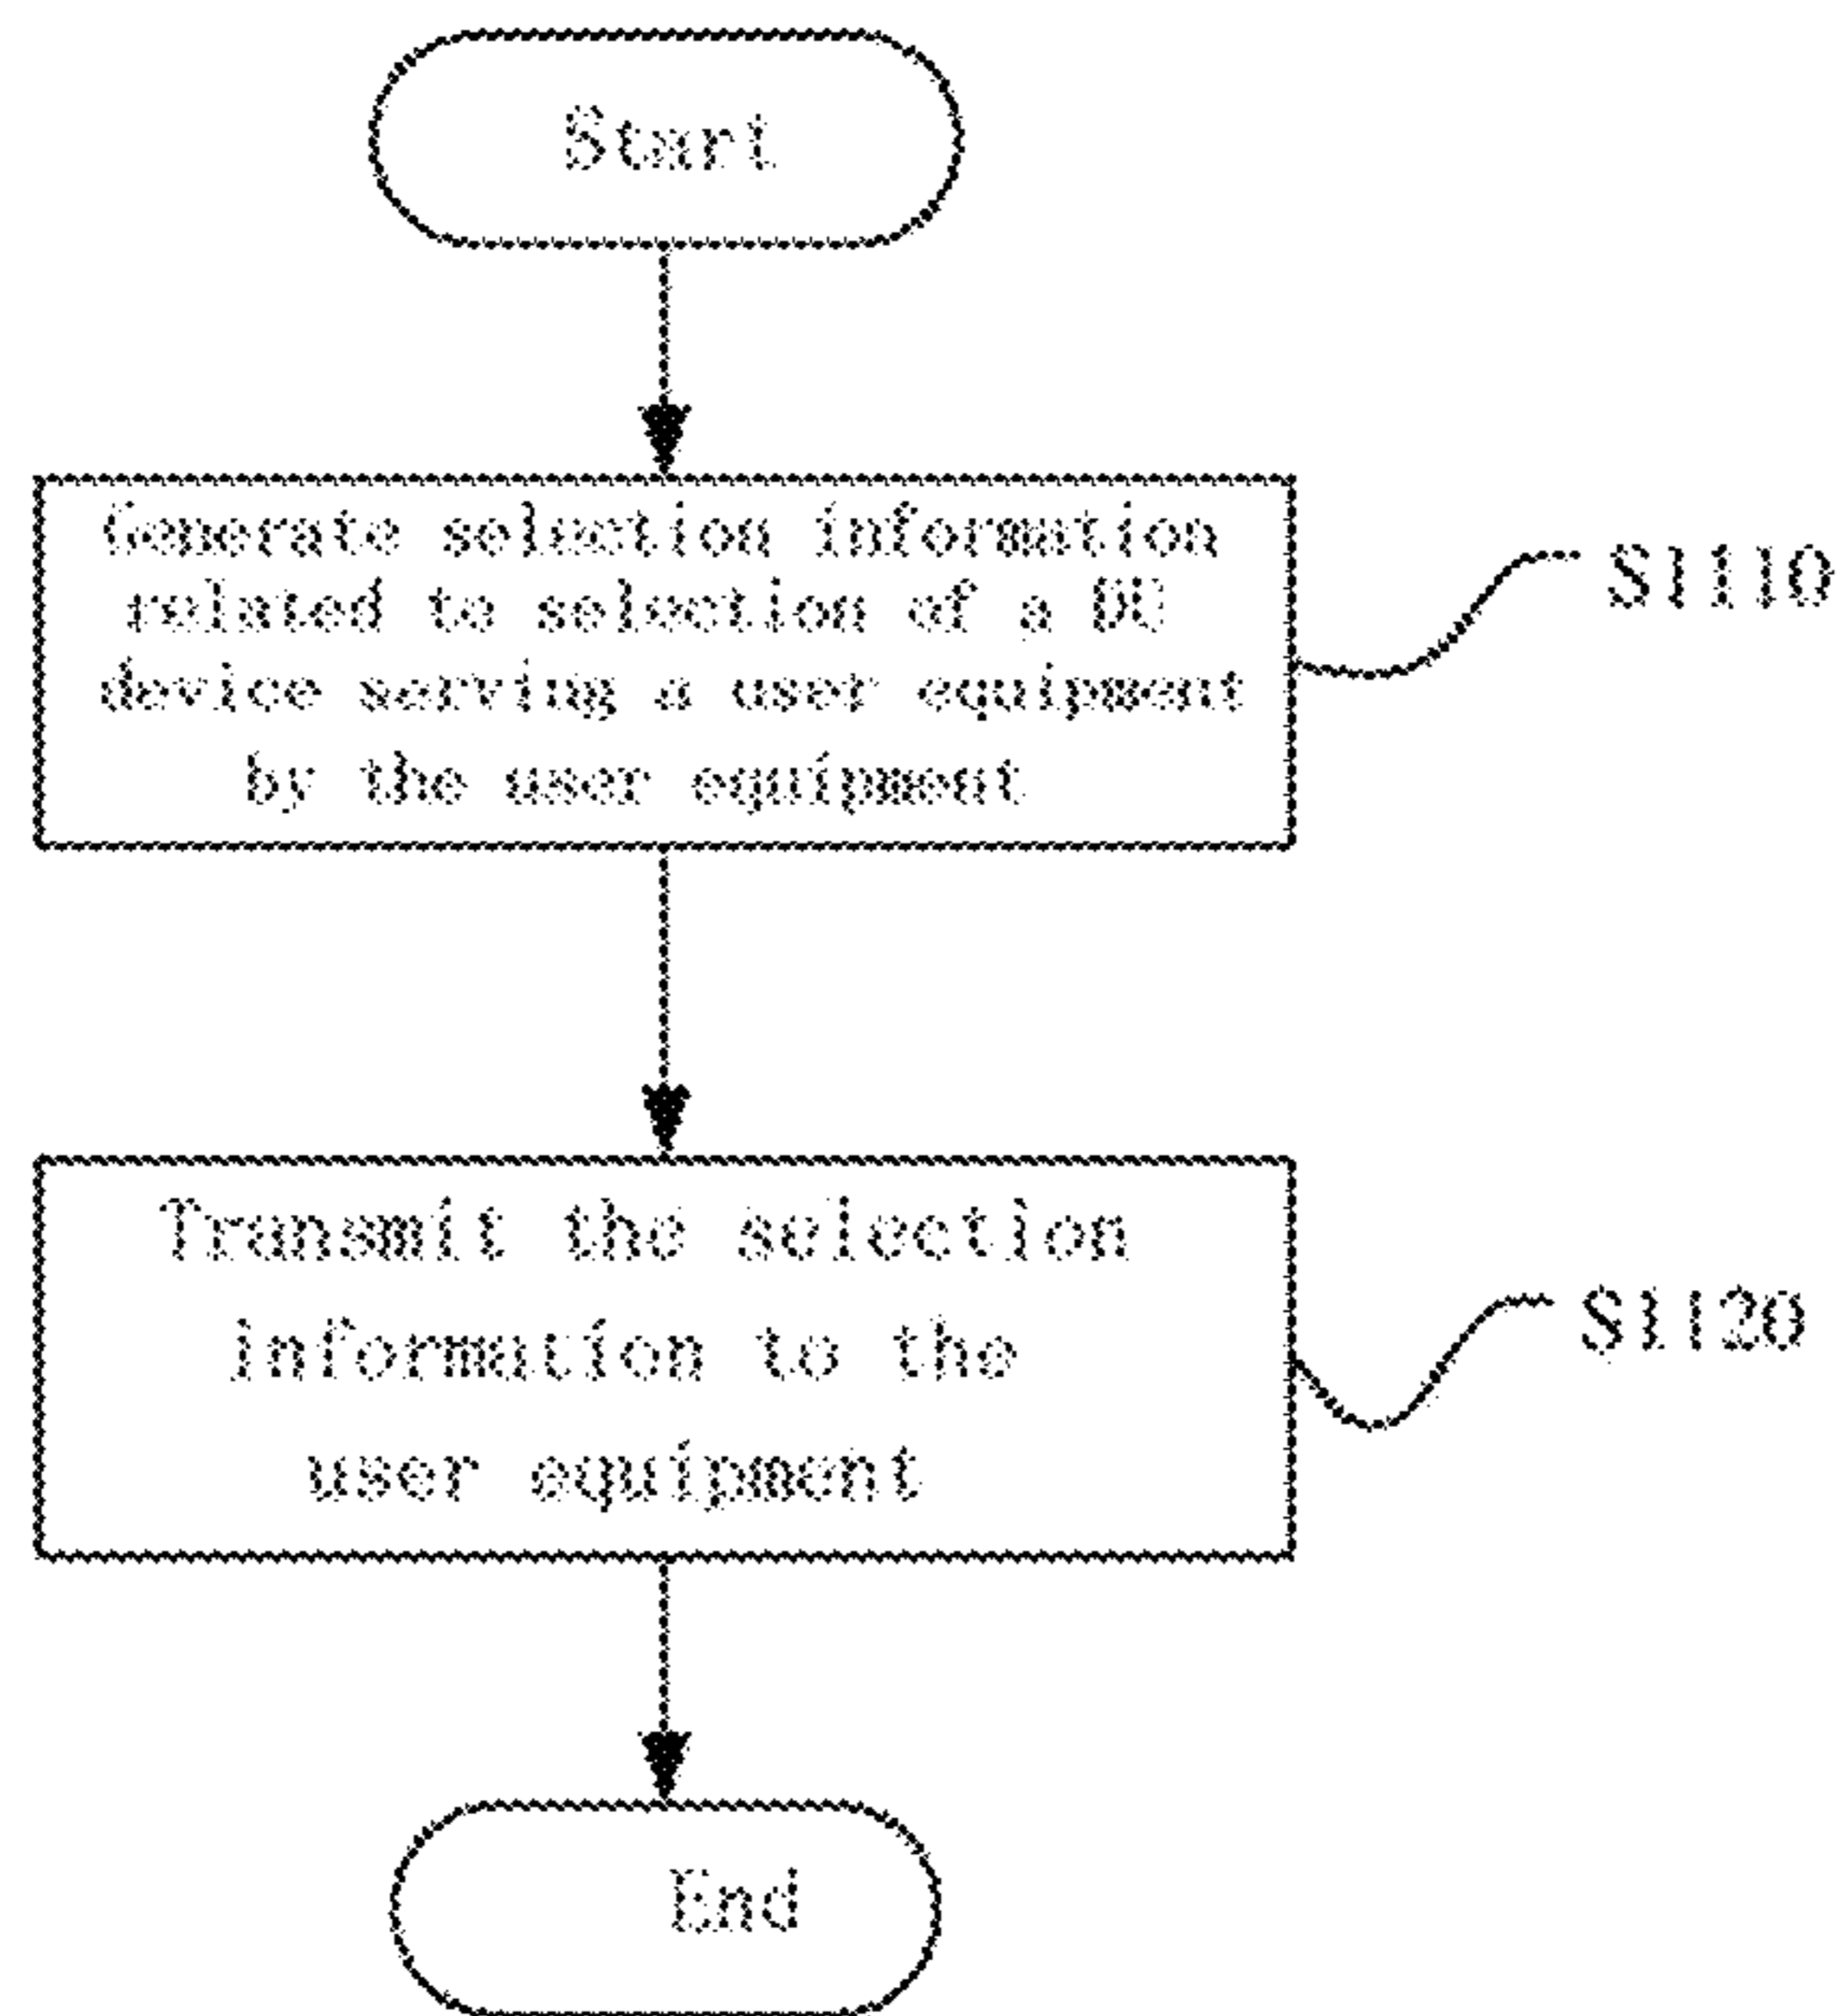 Start
Generate selection information
related to selection of a DU
device serving a user equipment
by the user equipment
S1110
Transmit the selection
information to the
user equipment
S1120
End